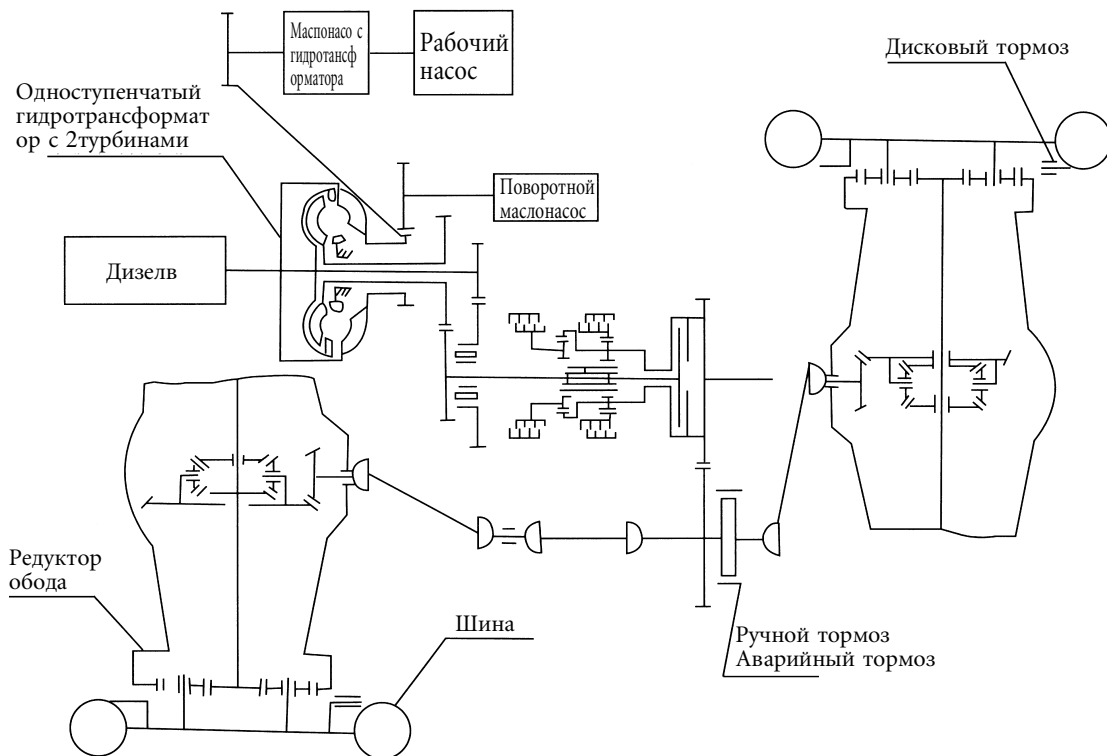 Маспонасо с
гидротансф
орматора
Рабочий
насос
Дисковый тормоз
Одноступенчатый
гидротрансформат
ор с 2турбинами
Поворотной
маслонасос
Дизелв
Редуктор
обода
Шина
Ручной тормоз
Аварийный тормоз